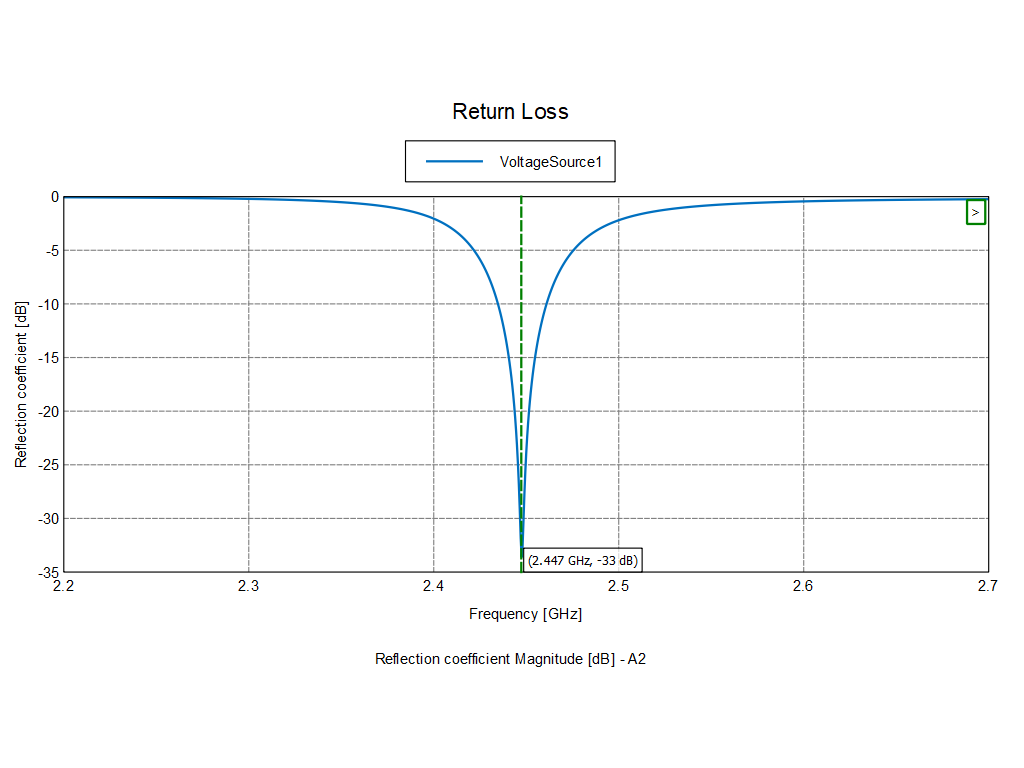 Return Loss
VoltageSource1
>
0
-5
-10
-15
-20
-25
-30
-35
Reflection coefficient [dB]
(2.447 GHz, -33 dB)
2.2 2.3 2.4 2.5 2.6 2.7
Frequency [GHz]
Reflection coefficient Magnitude [dB] - A2